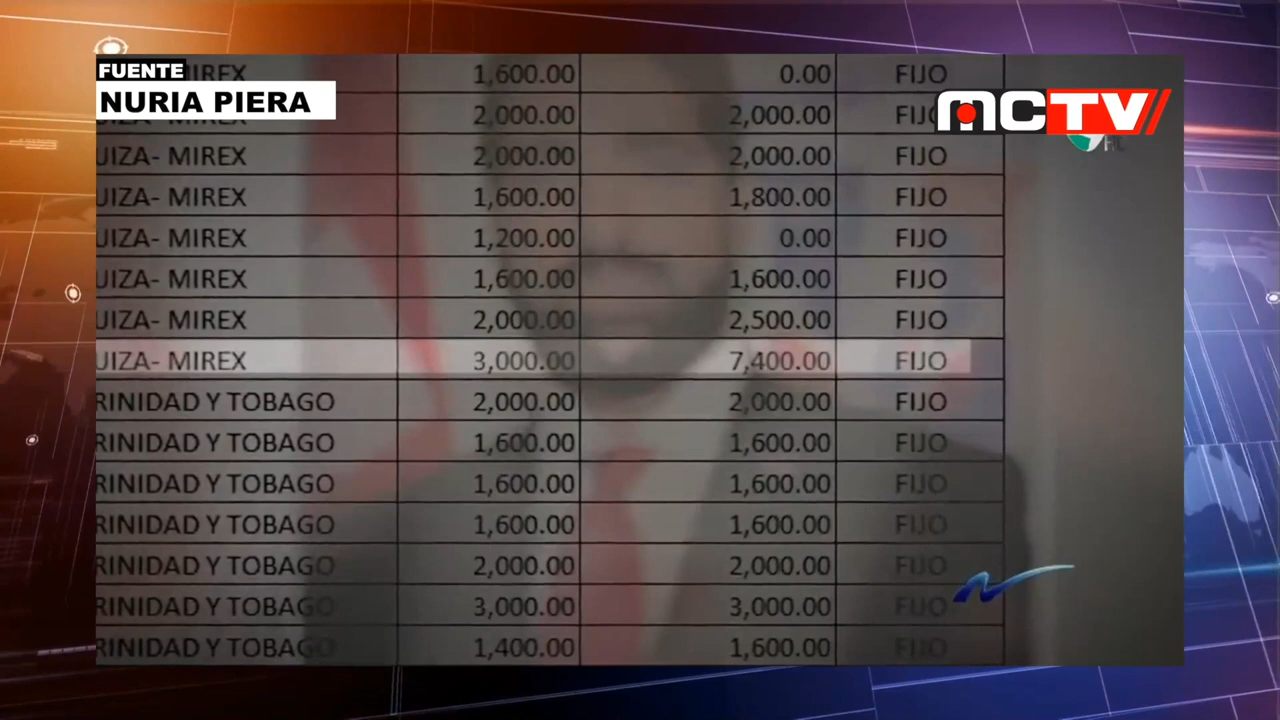 FUENTE
NURIA PIERA
MCTV
MIREX 1,600.00 0.00 FIJO
2,000.00 2,000.00
UIZA- MIREX 2,000.00 2,000.00 FIJO
UIZA- MIREX 1,600.00 1,800.00 FIJO
UIZA- MIREX 1,200.00 0.00 FIJO
UIZA- MIREX 1,600.00 1,600.00 FIJO
UIZA- MIREX 2,000.00 2,500.00 FIJO
UIZA- MIREX 3,000.00 7,400.00 FIJO
RINIDAD Y TOBAGO 2,000.00 2,000.00 FIJO
RINIDAD Y TOBAGO 1,600.00 1,600.00 FIJO
RINIDAD Y TOBAGO 1,600.00 1,600.00 FIJO
RINIDAD Y TOBAGO 1,600.00 1,600.00 FIJO
RINIDAD Y TOBAGO 2,000.00 2,000.00 FIJO
RINIDAD Y TOBAGO 3,000.00 3,000.00 FIJO
RINIDAD Y TOBAGO 1,400.00 1,600.00 FIJO